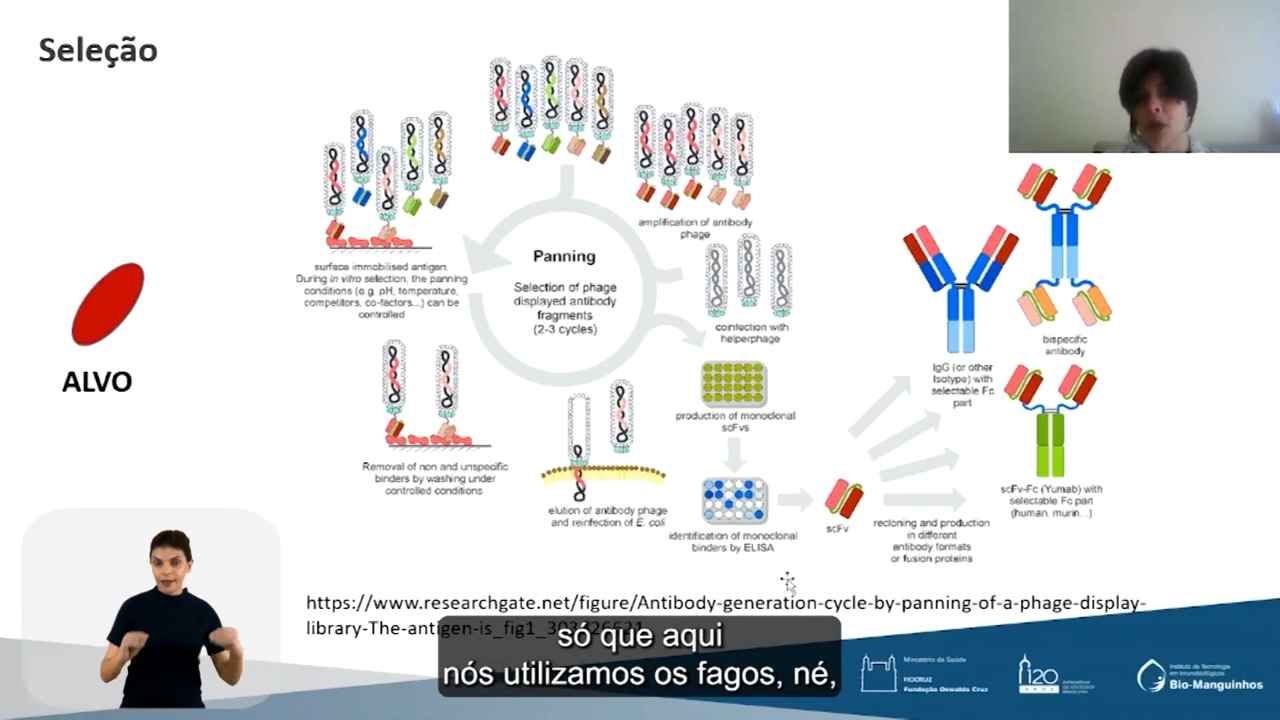 Seleção
amplification of antibody
phage
Panning
Selection of phage
displayed antibody
fragments
(2-3 cycles)
surface immobilised antigen.
During in vitro selection, the panning
conditions (e.g. pH, temperature,
competitors, co-factors...) can be
controlled
coinfection with
helperphage
bispecific
antibody
IgG (or other
Isotype) with
selectable Fc
part
ALVO
production of monoclonal
scFvs
Removal of non and unspecific
binders by washing under
controlled conditions
scFv-Fc (Yumab) with
selectable Fc part
(human, murin...)
elution of antibody phage
and reinfection of E. coli
scFv
recloning and production
in different
antibody formats
or fusion proteins
identification of monoclonal
binders by ELISA
https://www.researchgate.net/figure/Antibody-generation-cycle-by-panning-of-a-phage-display-
library-The-antigen-is_fig1_
só que aqui
nós utilizamos os fagos, né,
Ministério da Saúde
FIOCRUZ
Fundação Oswaldo Cruz
120
ANOS
Instituto de Tecnologia
em Imunobiológicos
Bio-Manguinhos